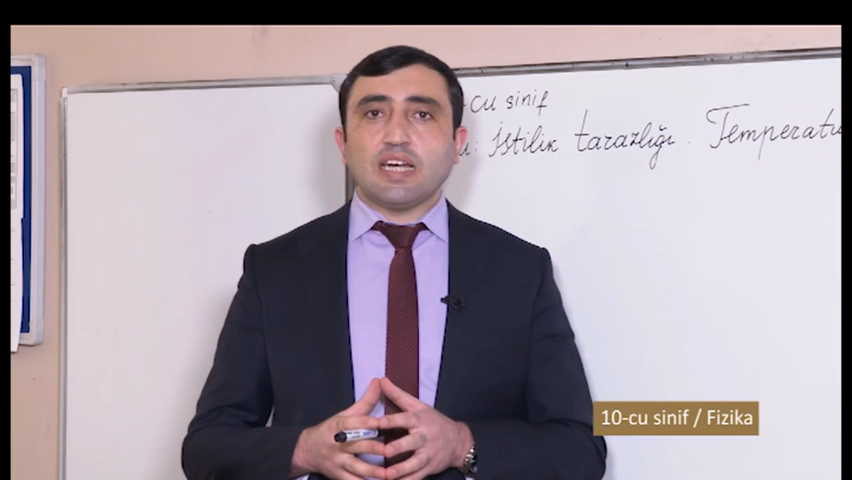 cu sinif
İstilik tarazlığı. Temperatu
10-cu sinif / Fizika